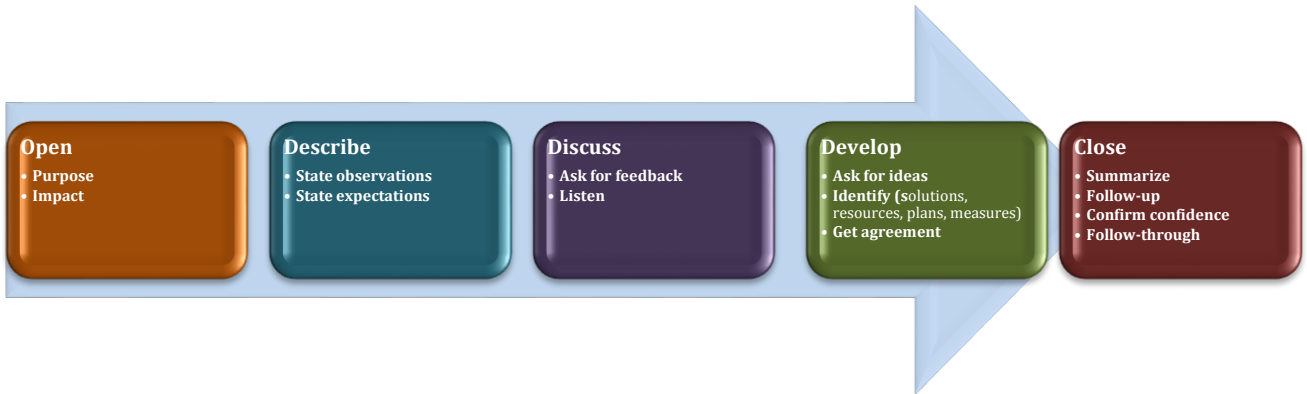 Open
• Purpose
• Impact
Describe
• State observations
• State expectations
Discuss
• Ask for feedback
• Listen
Develop
• Ask for ideas
• Identify (solutions,
resources, plans, measures)
• Get agreement
Close
• Summarize
• Follow-up
• Confirm confidence
• Follow-through